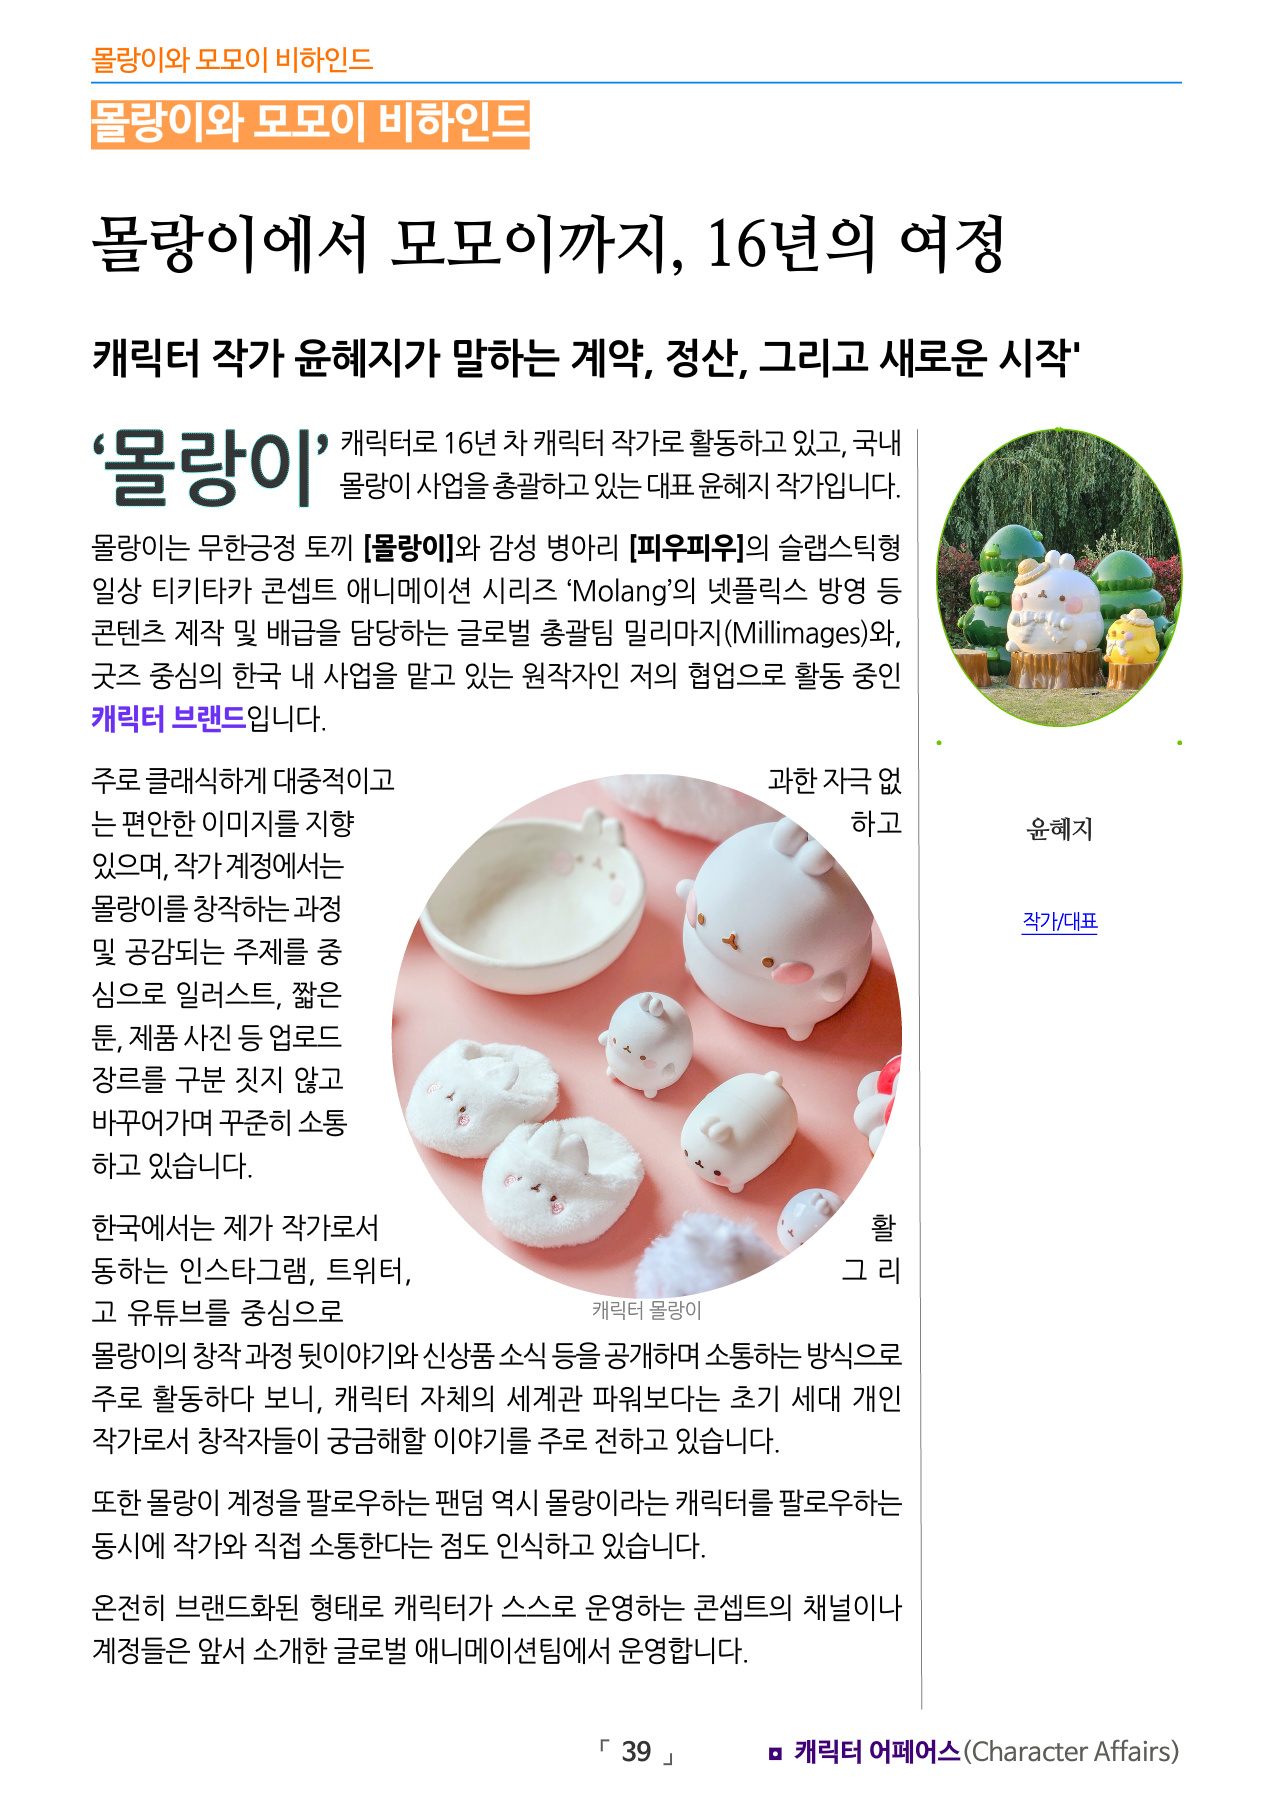 몰랑이와 모모이 비하인드
몰랑이와 모모이 비하인드
몰랑이에서 모모이까지, 16년의 여정
캐릭터 작가 윤혜지가 말하는 계약, 정산, 그리고 새로운 시작'
‘몰랑이’ 캐릭터로 16년 차 캐릭터 작가로 활동하고 있고, 국내
몰랑이 사업을 총괄하고 있는 대표 윤혜지 작가입니다.
몰랑이는 무한긍정 토끼 [몰랑이]와 감성 병아리 [피우피우]의 슬랩스틱형
일상 티키타카 콘셉트 애니메이션 시리즈 ‘Molang’의 넷플릭스 방영 등
콘텐츠 제작 및 배급을 담당하는 글로벌 총괄팀 밀리마지(Millimages)와,
굿즈 중심의 한국 내 사업을 맡고 있는 원작자인 저의 협업으로 활동 중인
캐릭터 브랜드입니다.
주로 클래식하게 대중적이고 과한 자극 없
는 편안한 이미지를 지향 하고
있으며, 작가 계정에서는
몰랑이를 창작하는 과정
및 공감되는 주제를 중
심으로 일러스트, 짧은
툰, 제품 사진 등 업로드
장르를 구분 짓지 않고
바꾸어가며 꾸준히 소통
하고 있습니다.
한국에서는 제가 작가로서 활
동하는 인스타그램, 트위터, 그 리
고 유튜브를 중심으로
캐릭터 몰랑이
몰랑이의 창작 과정 뒷이야기와 신상품 소식 등을 공개하며 소통하는 방식으로
주로 활동하다 보니, 캐릭터 자체의 세계관 파워보다는 초기 세대 개인
작가로서 창작자들이 궁금해할 이야기를 주로 전하고 있습니다.
또한 몰랑이 계정을 팔로우하는 팬덤 역시 몰랑이라는 캐릭터를 팔로우하는
동시에 작가와 직접 소통한다는 점도 인식하고 있습니다.
온전히 브랜드화된 형태로 캐릭터가 스스로 운영하는 콘셉트의 채널이나
계정들은 앞서 소개한 글로벌 애니메이션팀에서 운영합니다.
윤혜지
작가/대표
「 39 」
◘ 캐릭터 어페어스(Character Affairs)